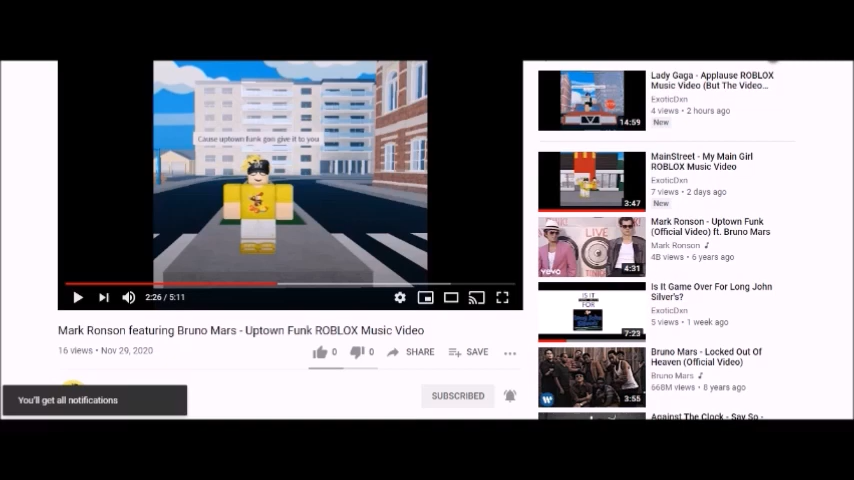 Cause uptown funk gon give it to you
2:26 / 5:11
Mark Ronson featuring Bruno Mars - Uptown Funk ROBLOX Music Video
16 views • Nov 29, 2020
0
0
SHARE
SAVE
You'll get all notifications
SUBSCRIBED
14:59
Lady Gaga - Applause ROBLOX
Music Video (But The Video...
ExoticDxn
4 views • 2 hours ago
New
3:47
MainStreet - My Main Girl
ROBLOX Music Video
ExoticDxn
7 views • 2 days ago
New
LIVE
vevo
4:31
Mark Ronson - Uptown Funk
(Official Video) ft. Bruno Mars
Mark Ronson
4B views • 6 years ago
IS IT
FOR
7:23
Is It Game Over For Long John
Silver's?
ExoticDxn
5 views • 1 week ago
W
3:55
Bruno Mars - Locked Out Of
Heaven (Official Video)
Bruno Mars
668M views • 8 years ago
Against The Clock - Say So -